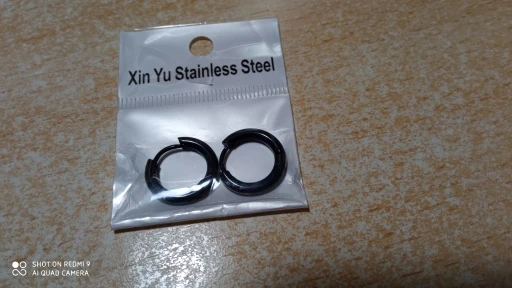 Xin Yu Stainless Steel
SHOT ON REDMI 9
AI QUAD CAMERA